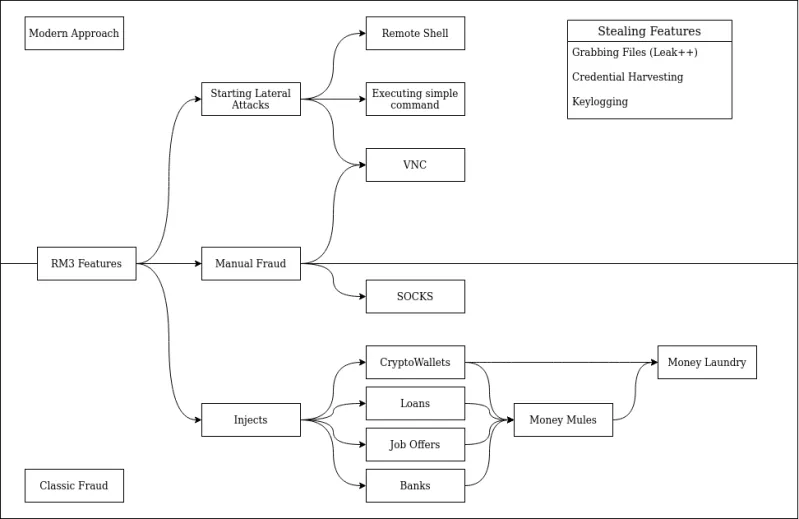 Modern Approach
Remote Shell
Stealing Features
Grabbing Files (Leak++)
Credential Harvesting
Keylogging
Starting Lateral
Attacks
Executing simple
command
VNC
RM3 Features
Manual Fraud
SOCKS
CryptoWallets
Money Laundry
Loans
Injects
Money Mules
Job Offers
Banks
Classic Fraud